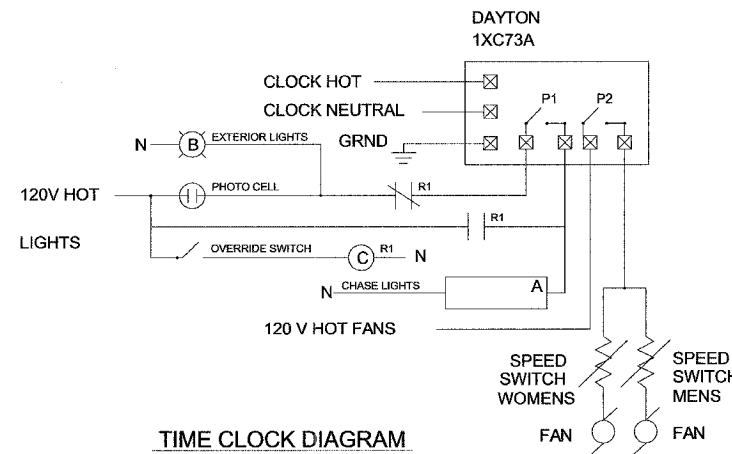 DAYTON
1XC73A
CLOCK HOT
CLOCK NEUTRAL
GRND
P1
P2
N
B
EXTERIOR LIGHTS
120V HOT
PHOTO CELL
R1
R1
LIGHTS
OVERRIDE SWITCH
C
R1
N
N
CHASE LIGHTS
A
120 V HOT FANS
SPEED
SWITCH
WOMENS
SPEED
SWITCH
MENS
FAN
FAN
TIME CLOCK DIAGRAM